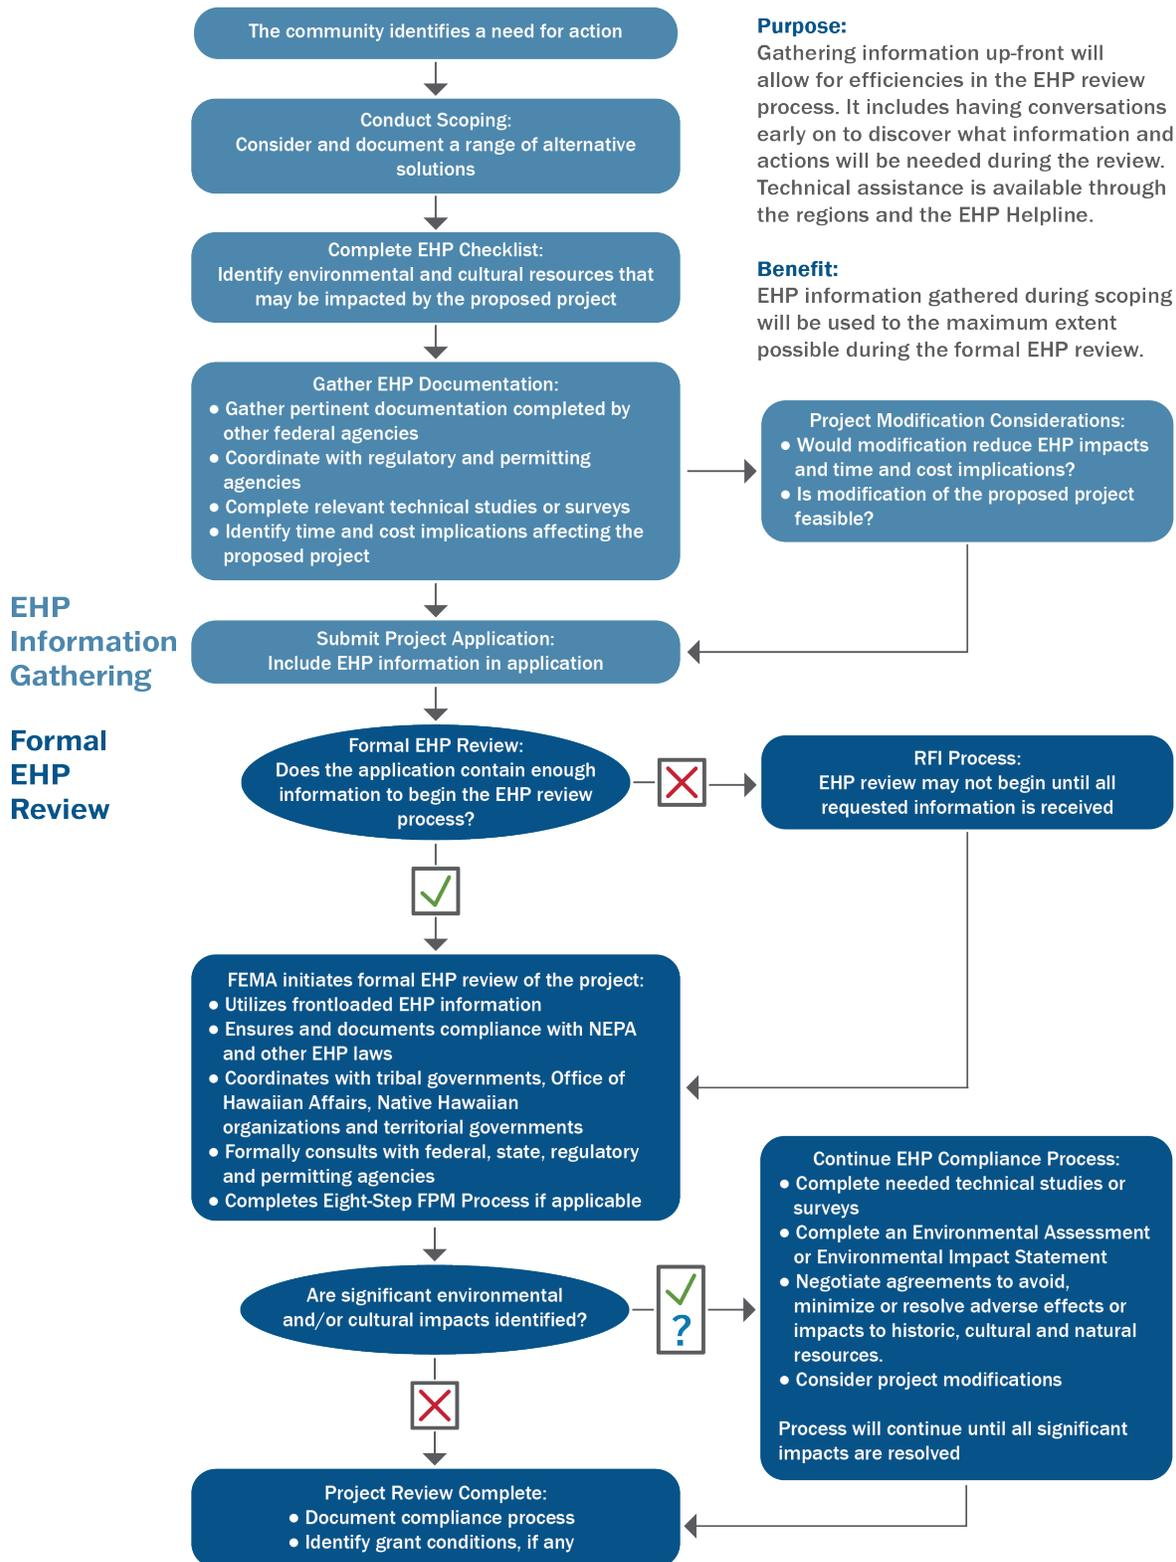 The community identifies a need for action
Conduct Scoping:
Consider and document a range of alternative
solutions
Complete EHP Checklist:
Identify environmental and cultural resources that
may be impacted by the proposed project
Purpose:
Gathering information up-front will
allow for efficiencies in the EHP review
process. It includes having conversations
early on to discover what information and
actions will be needed during the review.
Technical assistance is available through
the regions and the EHP Helpline.
Benefit:
EHP information gathered during scoping
will be used to the maximum extent
possible during the formal EHP review.
Gather EHP Documentation:
● Gather pertinent documentation completed by
other federal agencies
● Coordinate with regulatory and permitting
agencies
● Complete relevant technical studies or surveys
● Identify time and cost implications affecting the
proposed project
Project Modification Considerations:
● Would modification reduce EHP impacts
and time and cost implications?
● Is modification of the proposed project
feasible?
EHP
Information
Gathering
Submit Project Application:
Include EHP information in application
Formal
EHP
Review
Formal EHP Review:
Does the application contain enough
information to begin the EHP review
process?
RFI Process:
EHP review may not begin until all
requested information is received
FEMA initiates formal EHP review of the project:
● Utilizes frontloaded EHP information
● Ensures and documents compliance with NEPA
and other EHP laws
● Coordinates with tribal governments, Office of
Hawaiian Affairs, Native Hawaiian
organizations and territorial governments
● Formally consults with federal, state, regulatory
and permitting agencies
● Completes Eight-Step FPM Process if applicable
Are significant environmental
and/or cultural impacts identified?
?
Continue EHP Compliance Process:
● Complete needed technical studies or
surveys
● Complete an Environmental Assessment
or Environmental Impact Statement
● Negotiate agreements to avoid,
minimize or resolve adverse effects or
impacts to historic, cultural and natural
resources.
● Consider project modifications
Process will continue until all significant
impacts are resolved
Project Review Complete:
● Document compliance process
● Identify grant conditions, if any